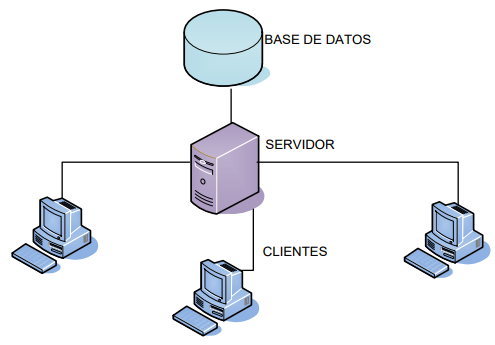 BASE DE DATOS
SERVIDOR
CLIENTES